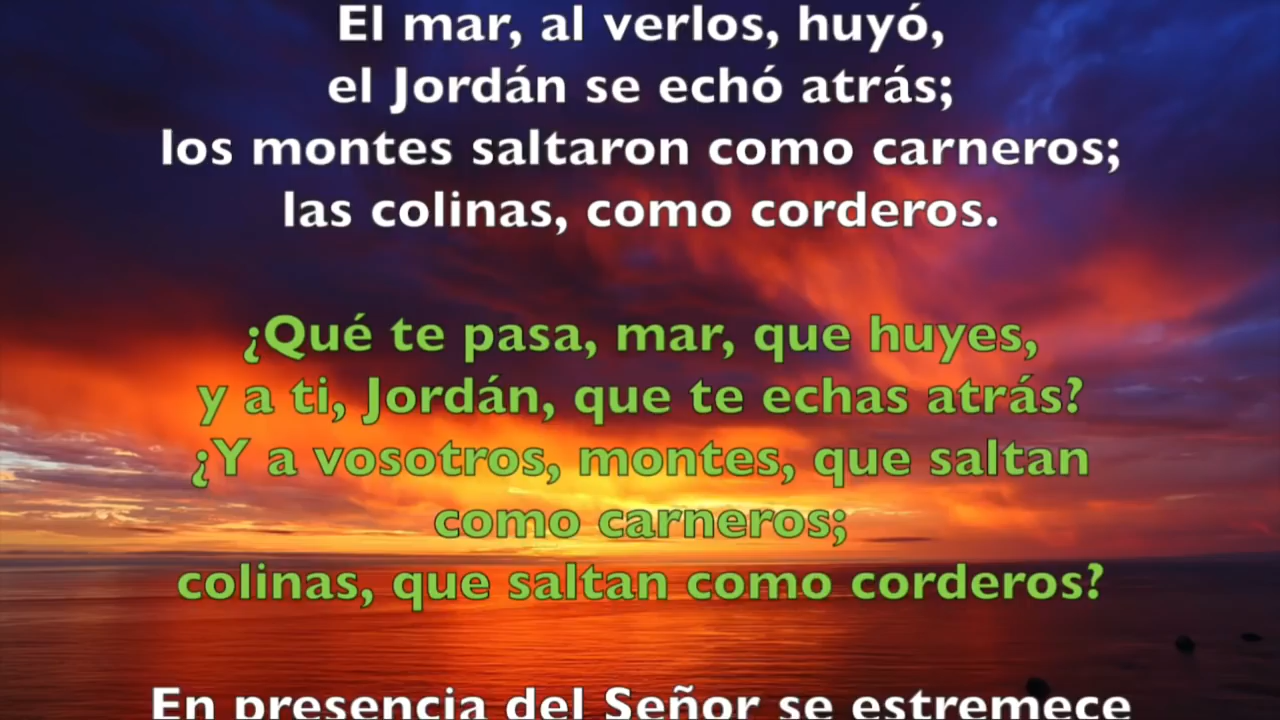 El mar, al verlos, huyó,
el Jordán se echó atrás;
los montes saltaron como carneros;
las colinas, como corderos.
¿Qué te pasa, mar, que huyes,
y a ti, Jordán, que te echas atrás?
¿Y a vosotros, montes, que saltan
como carneros;
colinas, que saltan como corderos?
En presencia del Señor se estremece